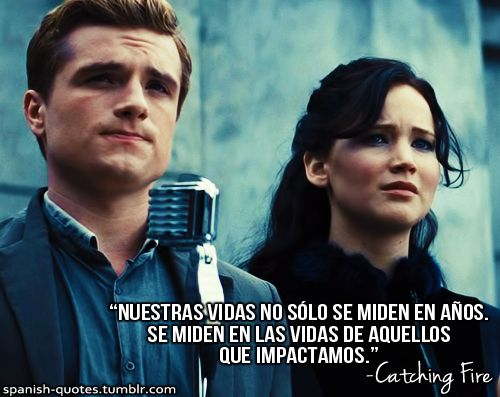 “NUESTRAS VIDAS NO SÓLO SE MIDEN EN AÑOS.
SE MIDEN EN LAS VIDAS DE AQUELLOS
QUE IMPACTAMOS.”
-Catching Fire
spanish-quotes.tumblr.com